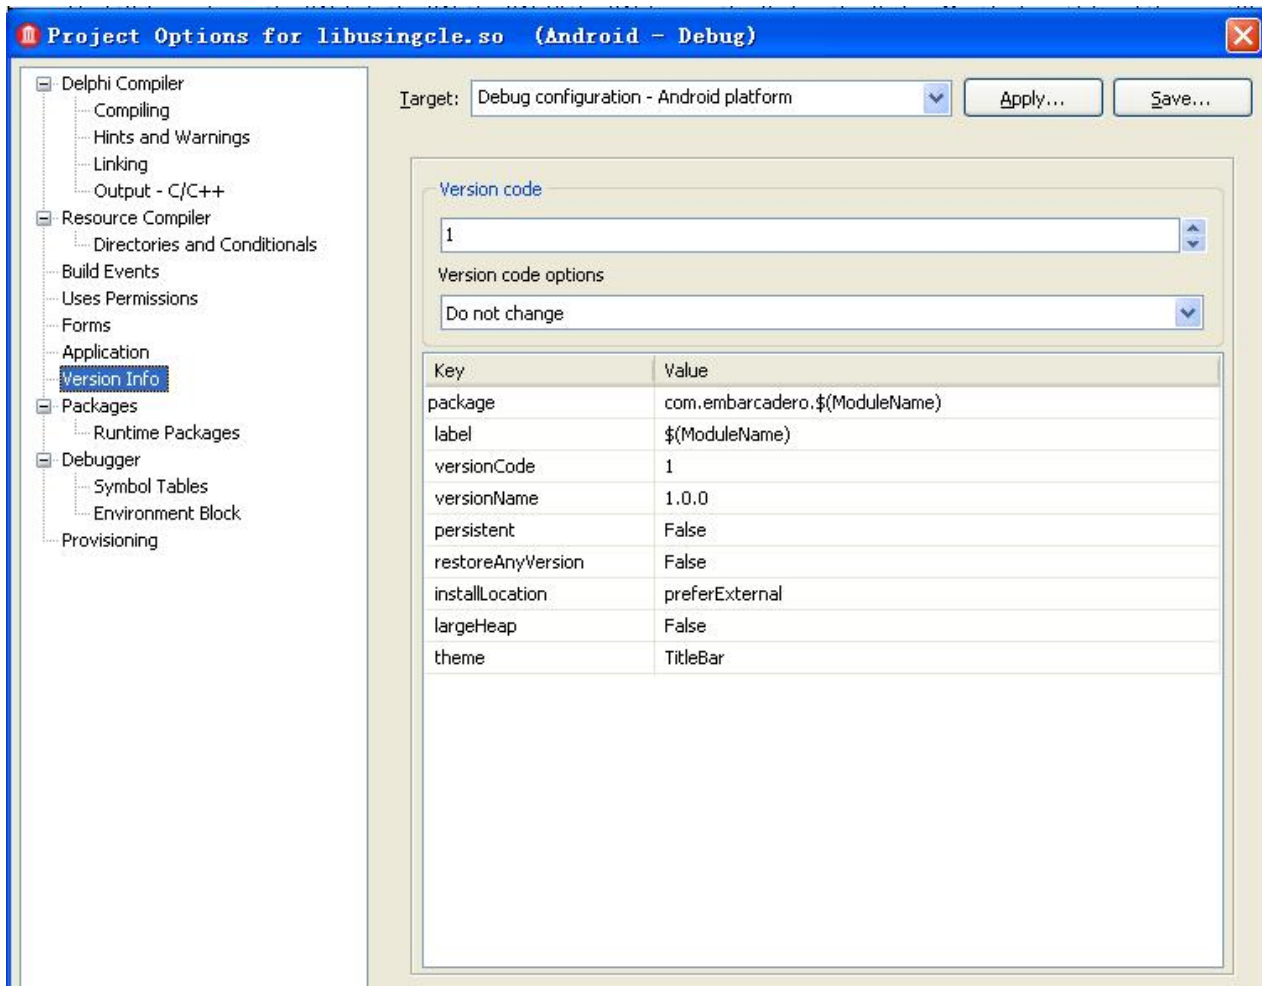 Project Options for libusingcle.so (Android - Debug)
Delphi Compiler
Compiling
Hints and Warnings
Linking
Output - C/C++
Resource Compiler
Directories and Conditionals
Build Events
Uses Permissions
Forms
Application
Version Info
Packages
Runtime Packages
Debugger
Symbol Tables
Environment Block
Provisioning
Target: Debug configuration - Android platform Apply... Save...
Version code
1
Version code options
Do not change
Key Value
package com.embarcadero.$(ModuleName)
label $(ModuleName)
versionCode 1
versionName 1.0.0
persistent False
restoreAnyVersion False
installLocation preferExternal
largeHeap False
theme TitleBar